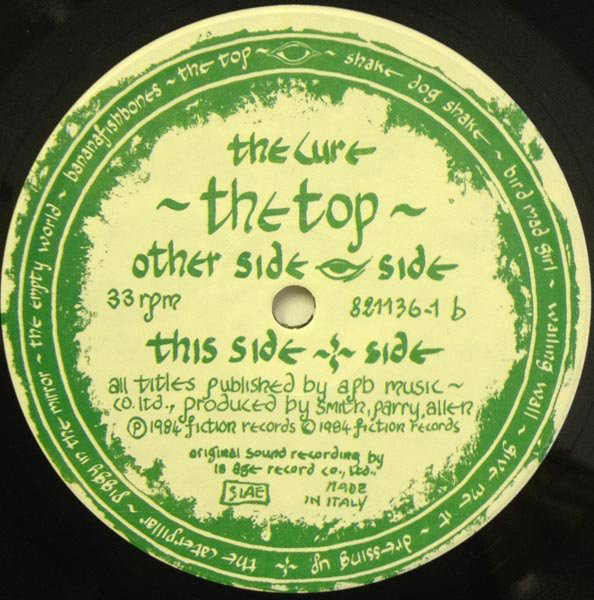 the cure
~ the top ~
other side side
33 rpm
821136-1 b
this side side
all titles published by apb music ~
co. ltd., produced by smith, parry, allen
℗ 1984 fiction records © 1984 fiction records
original sound recording by
18 age record co., ltd.,
SIAE
MADE
IN ITALY
shake dog shake ~ bird mad girl ~ wailing wall ~ give me it ~ dressing up
the caterpillar ~ piggy in the mirror ~ the empty world ~ bananafishbones ~ the top ~